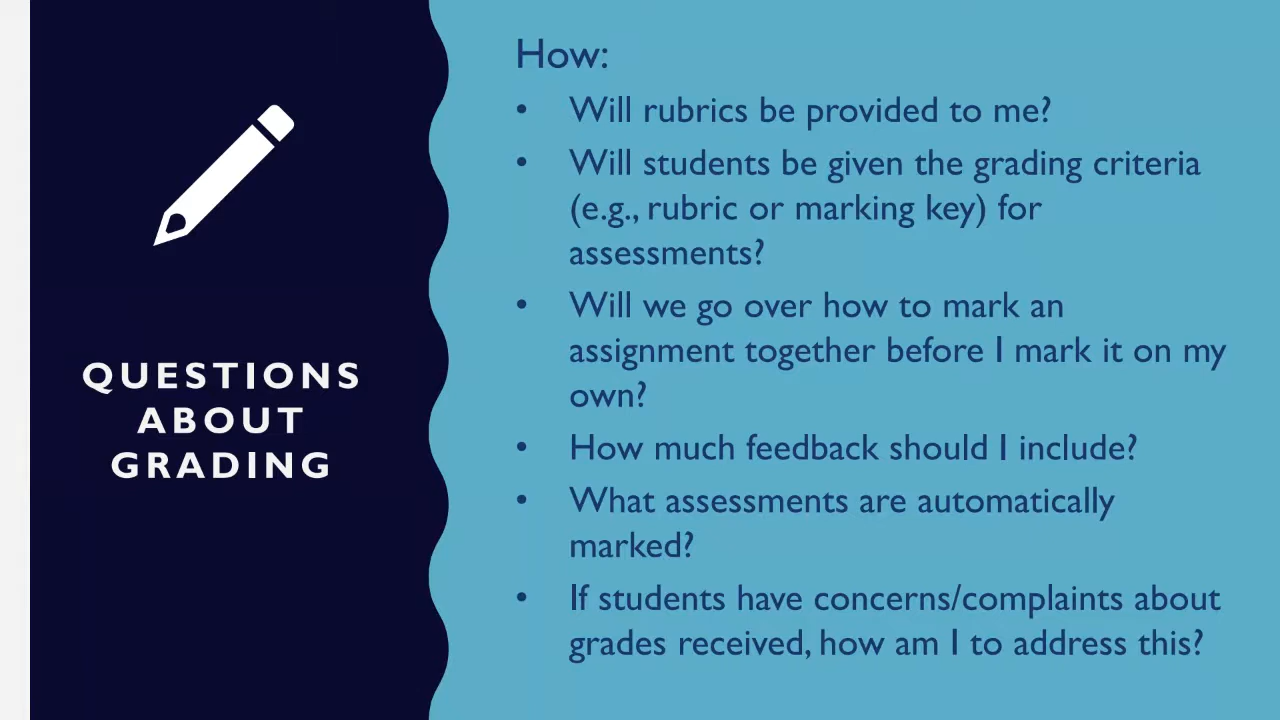 QUESTIONS
ABOUT
GRADING
How:
• Will rubrics be provided to me?
• Will students be given the grading criteria
(e.g., rubric or marking key) for
assessments?
• Will we go over how to mark an
assignment together before I mark it on my
own?
• How much feedback should I include?
• What assessments are automatically
marked?
• If students have concerns/complaints about
grades received, how am I to address this?